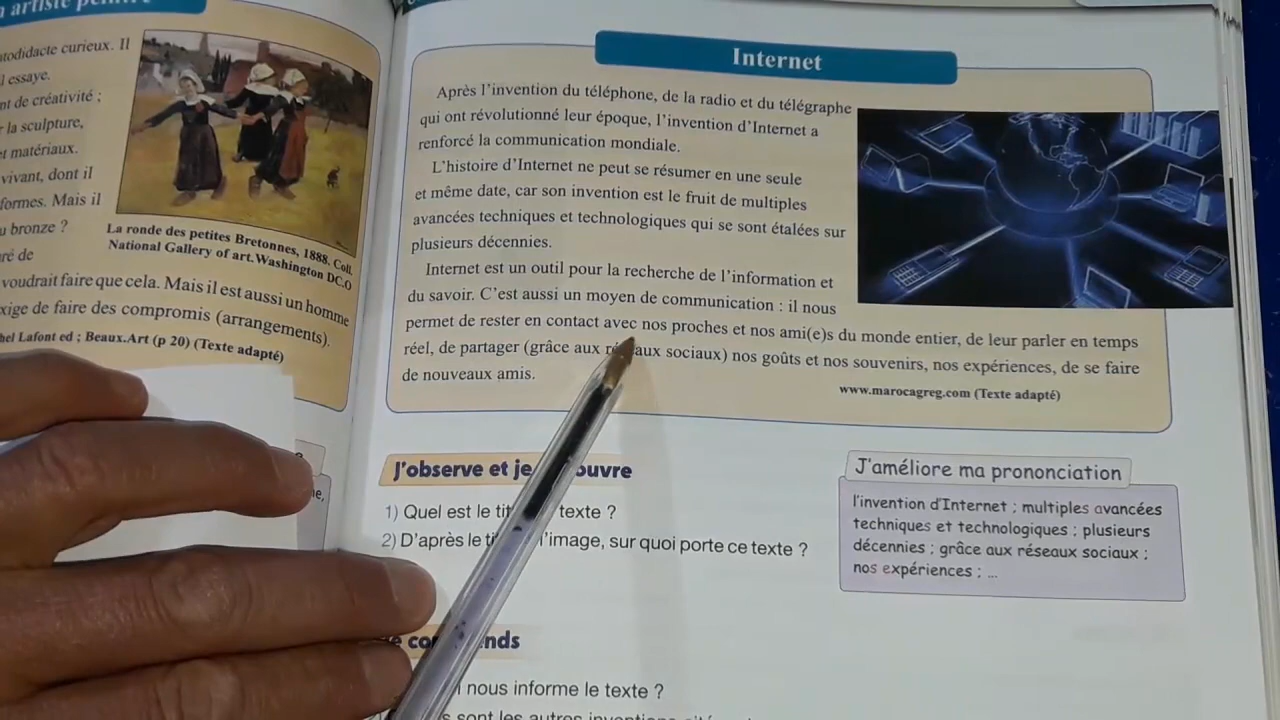 artiste
autodidacte curieux. Il
essaye.
de créativité ;
la sculpture,
et matériaux.
vivant, dont il
formes. Mais il
bronze ?
de
voudrait faire que cela. Mais il est aussi un homme
exige de faire des compromis (arrangements).
Lafont ed ; Beaux.Art (p 20) (Texte adapté)
La ronde des petites Bretonnes, 1888. Coll.
National Gallery of art.Washington DC.
Internet
Après l'invention du téléphone, de la radio et du télégraphe
qui ont révolutionné leur époque, l'invention d'Internet a
renforcé la communication mondiale.
L'histoire d'Internet ne peut se résumer en une seule
et même date, car son invention est le fruit de multiples
avancées techniques et technologiques qui se sont étalées sur
plusieurs décennies.
Internet est un outil pour la recherche de l'information et
du savoir. C'est aussi un moyen de communication : il nous
permet de rester en contact avec nos proches et nos ami(e)s du monde entier, de leur parler en temps
réel, de partager (grâce aux réseaux sociaux) nos goûts et nos souvenirs, nos expériences, de se faire
de nouveaux amis.
www.marocagreg.com (Texte adapté)
J'observe et je
1) Quel est le texte ?
2) D'après le l'image, sur quoi porte ce texte ?
J'améliore ma prononciation
l'invention d'Internet ; multiples avancées
techniques et technologiques ; plusieurs
décennies ; grâce aux réseaux sociaux ;
nos expériences ; ...
nous informe le texte ?
sont les autres inventions